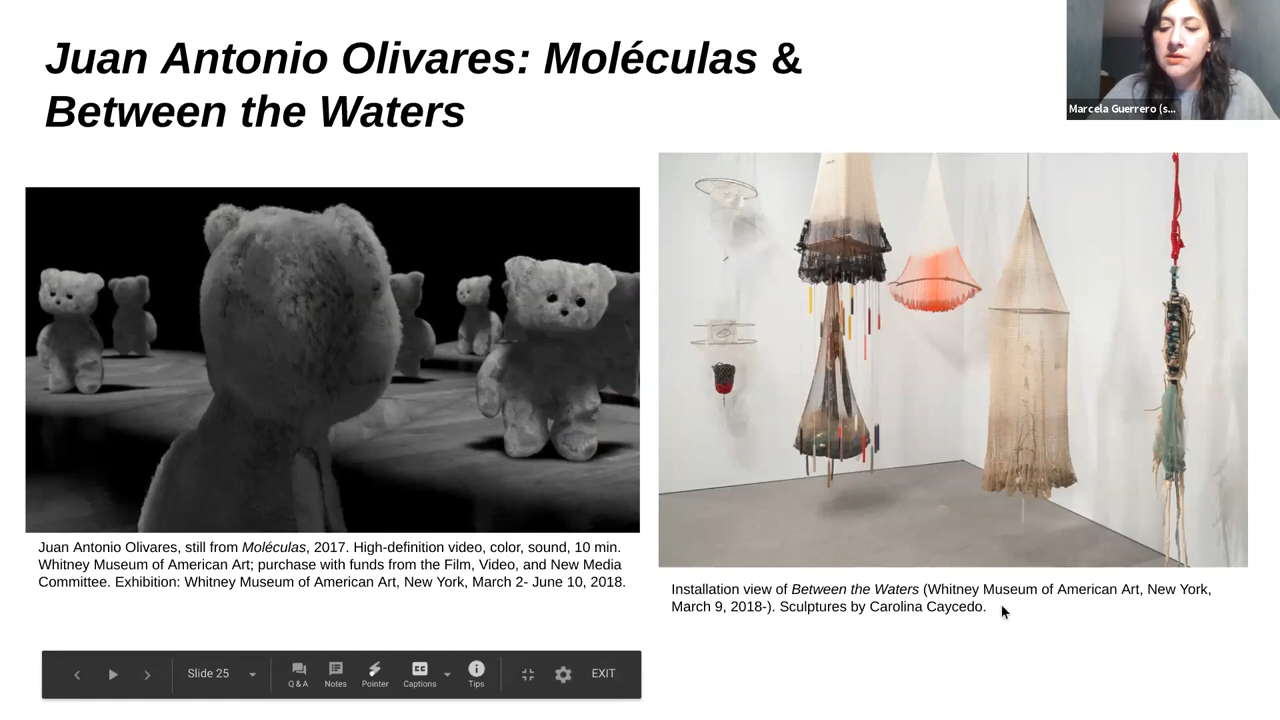 Juan Antonio Olivares: Moléculas &
Between the Waters
Marcela Guerrero (s...
Juan Antonio Olivares, still from Moléculas, 2017. High-definition video, color, sound, 10 min.
Whitney Museum of American Art; purchase with funds from the Film, Video, and New Media
Committee. Exhibition: Whitney Museum of American Art, New York, March 2- June 10, 2018.
Installation view of Between the Waters (Whitney Museum of American Art, New York,
March 9, 2018-). Sculptures by Carolina Caycedo.
Slide 25
Q & A
Notes
Pointer
CC
Captions
Tips
EXIT